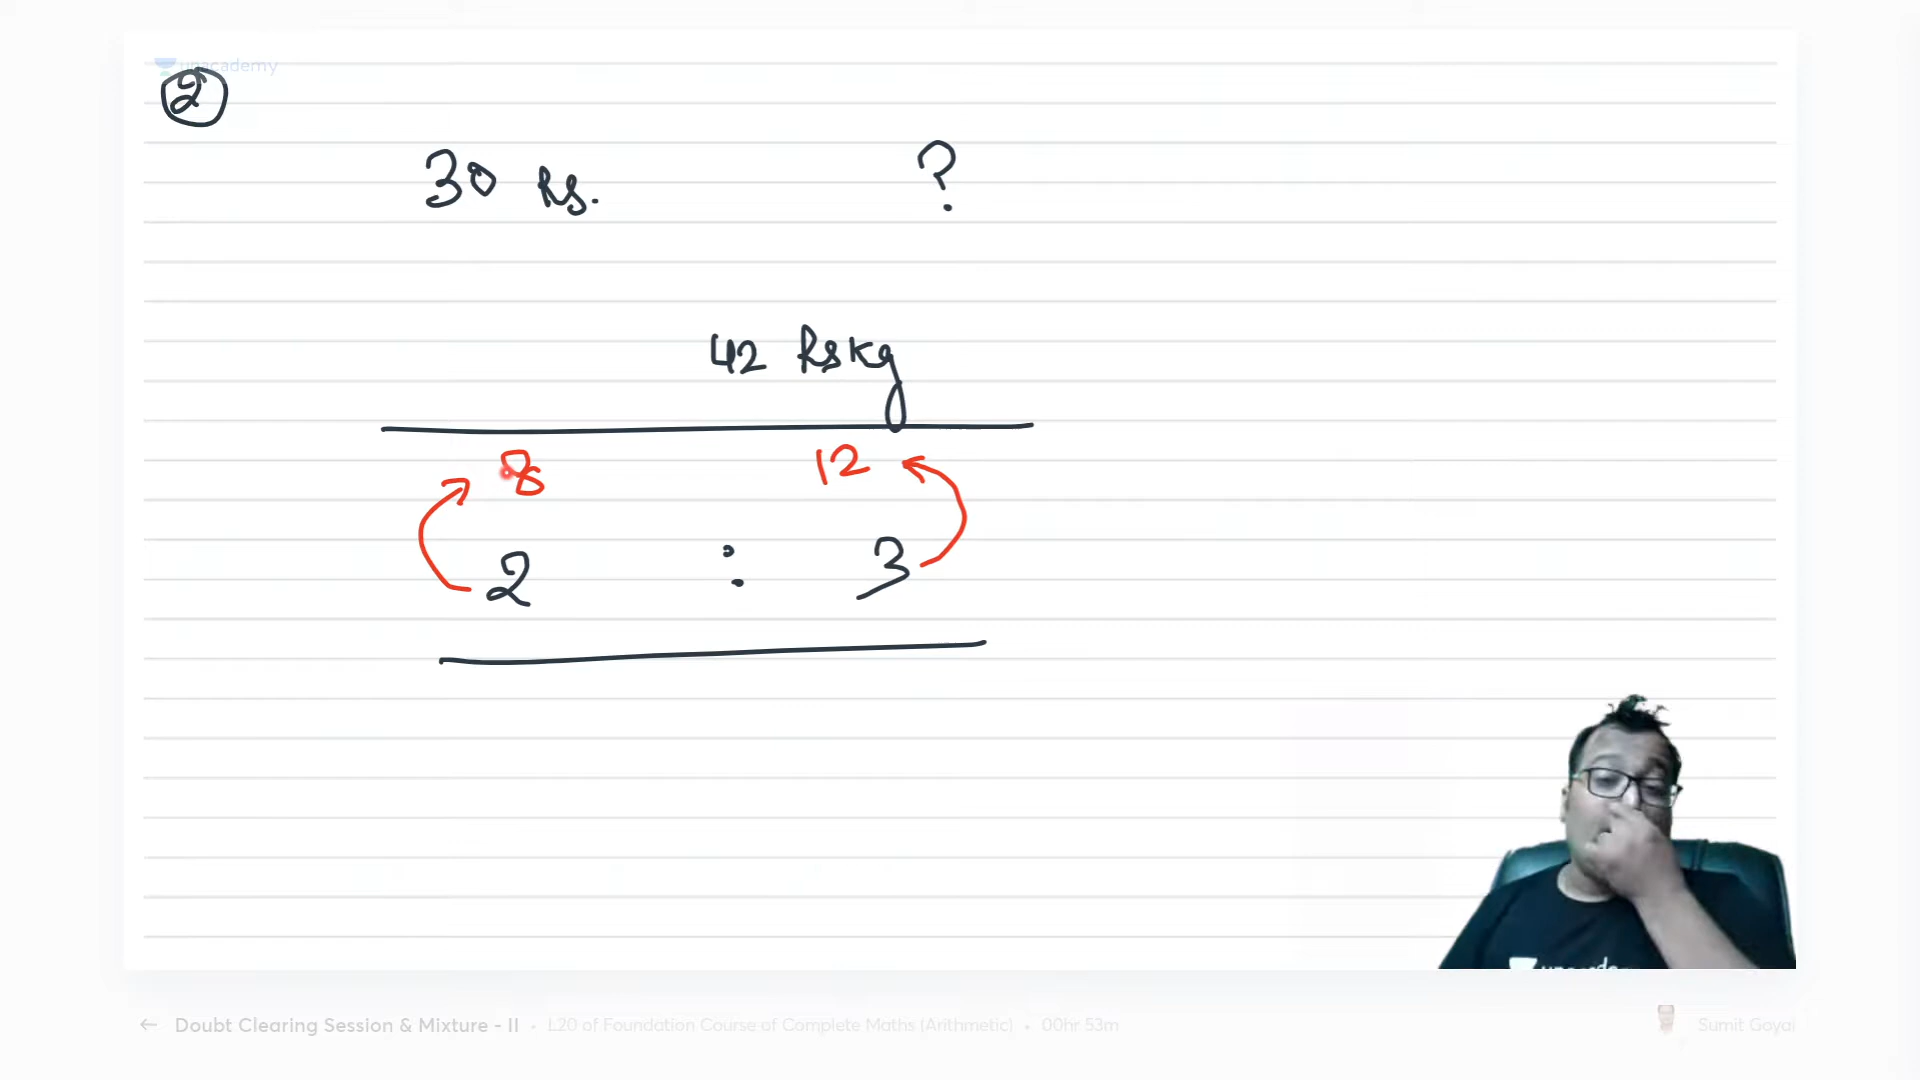 unacademy
2
30 Rs. ?
42 Rs Kg
8 12
2 : 3
← Doubt Clearing Session & Mixture - II • L20 of Foundation Course of Complete Maths (Arithmetic) • 00hr 53m Sumit Goyal